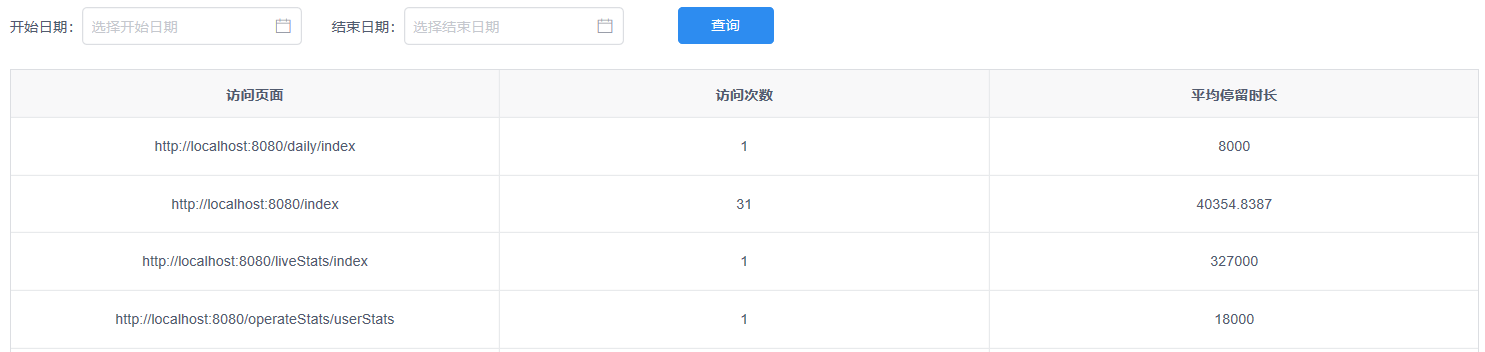 开始日期: 选择开始日期 结束日期: 选择结束日期 查询
访问页面 访问次数 平均停留时长
http://localhost:8080/daily/index 1 8000
http://localhost:8080/index 31 40354.8387
http://localhost:8080/liveStats/index 1 327000
http://localhost:8080/operateStats/userStats 1 18000